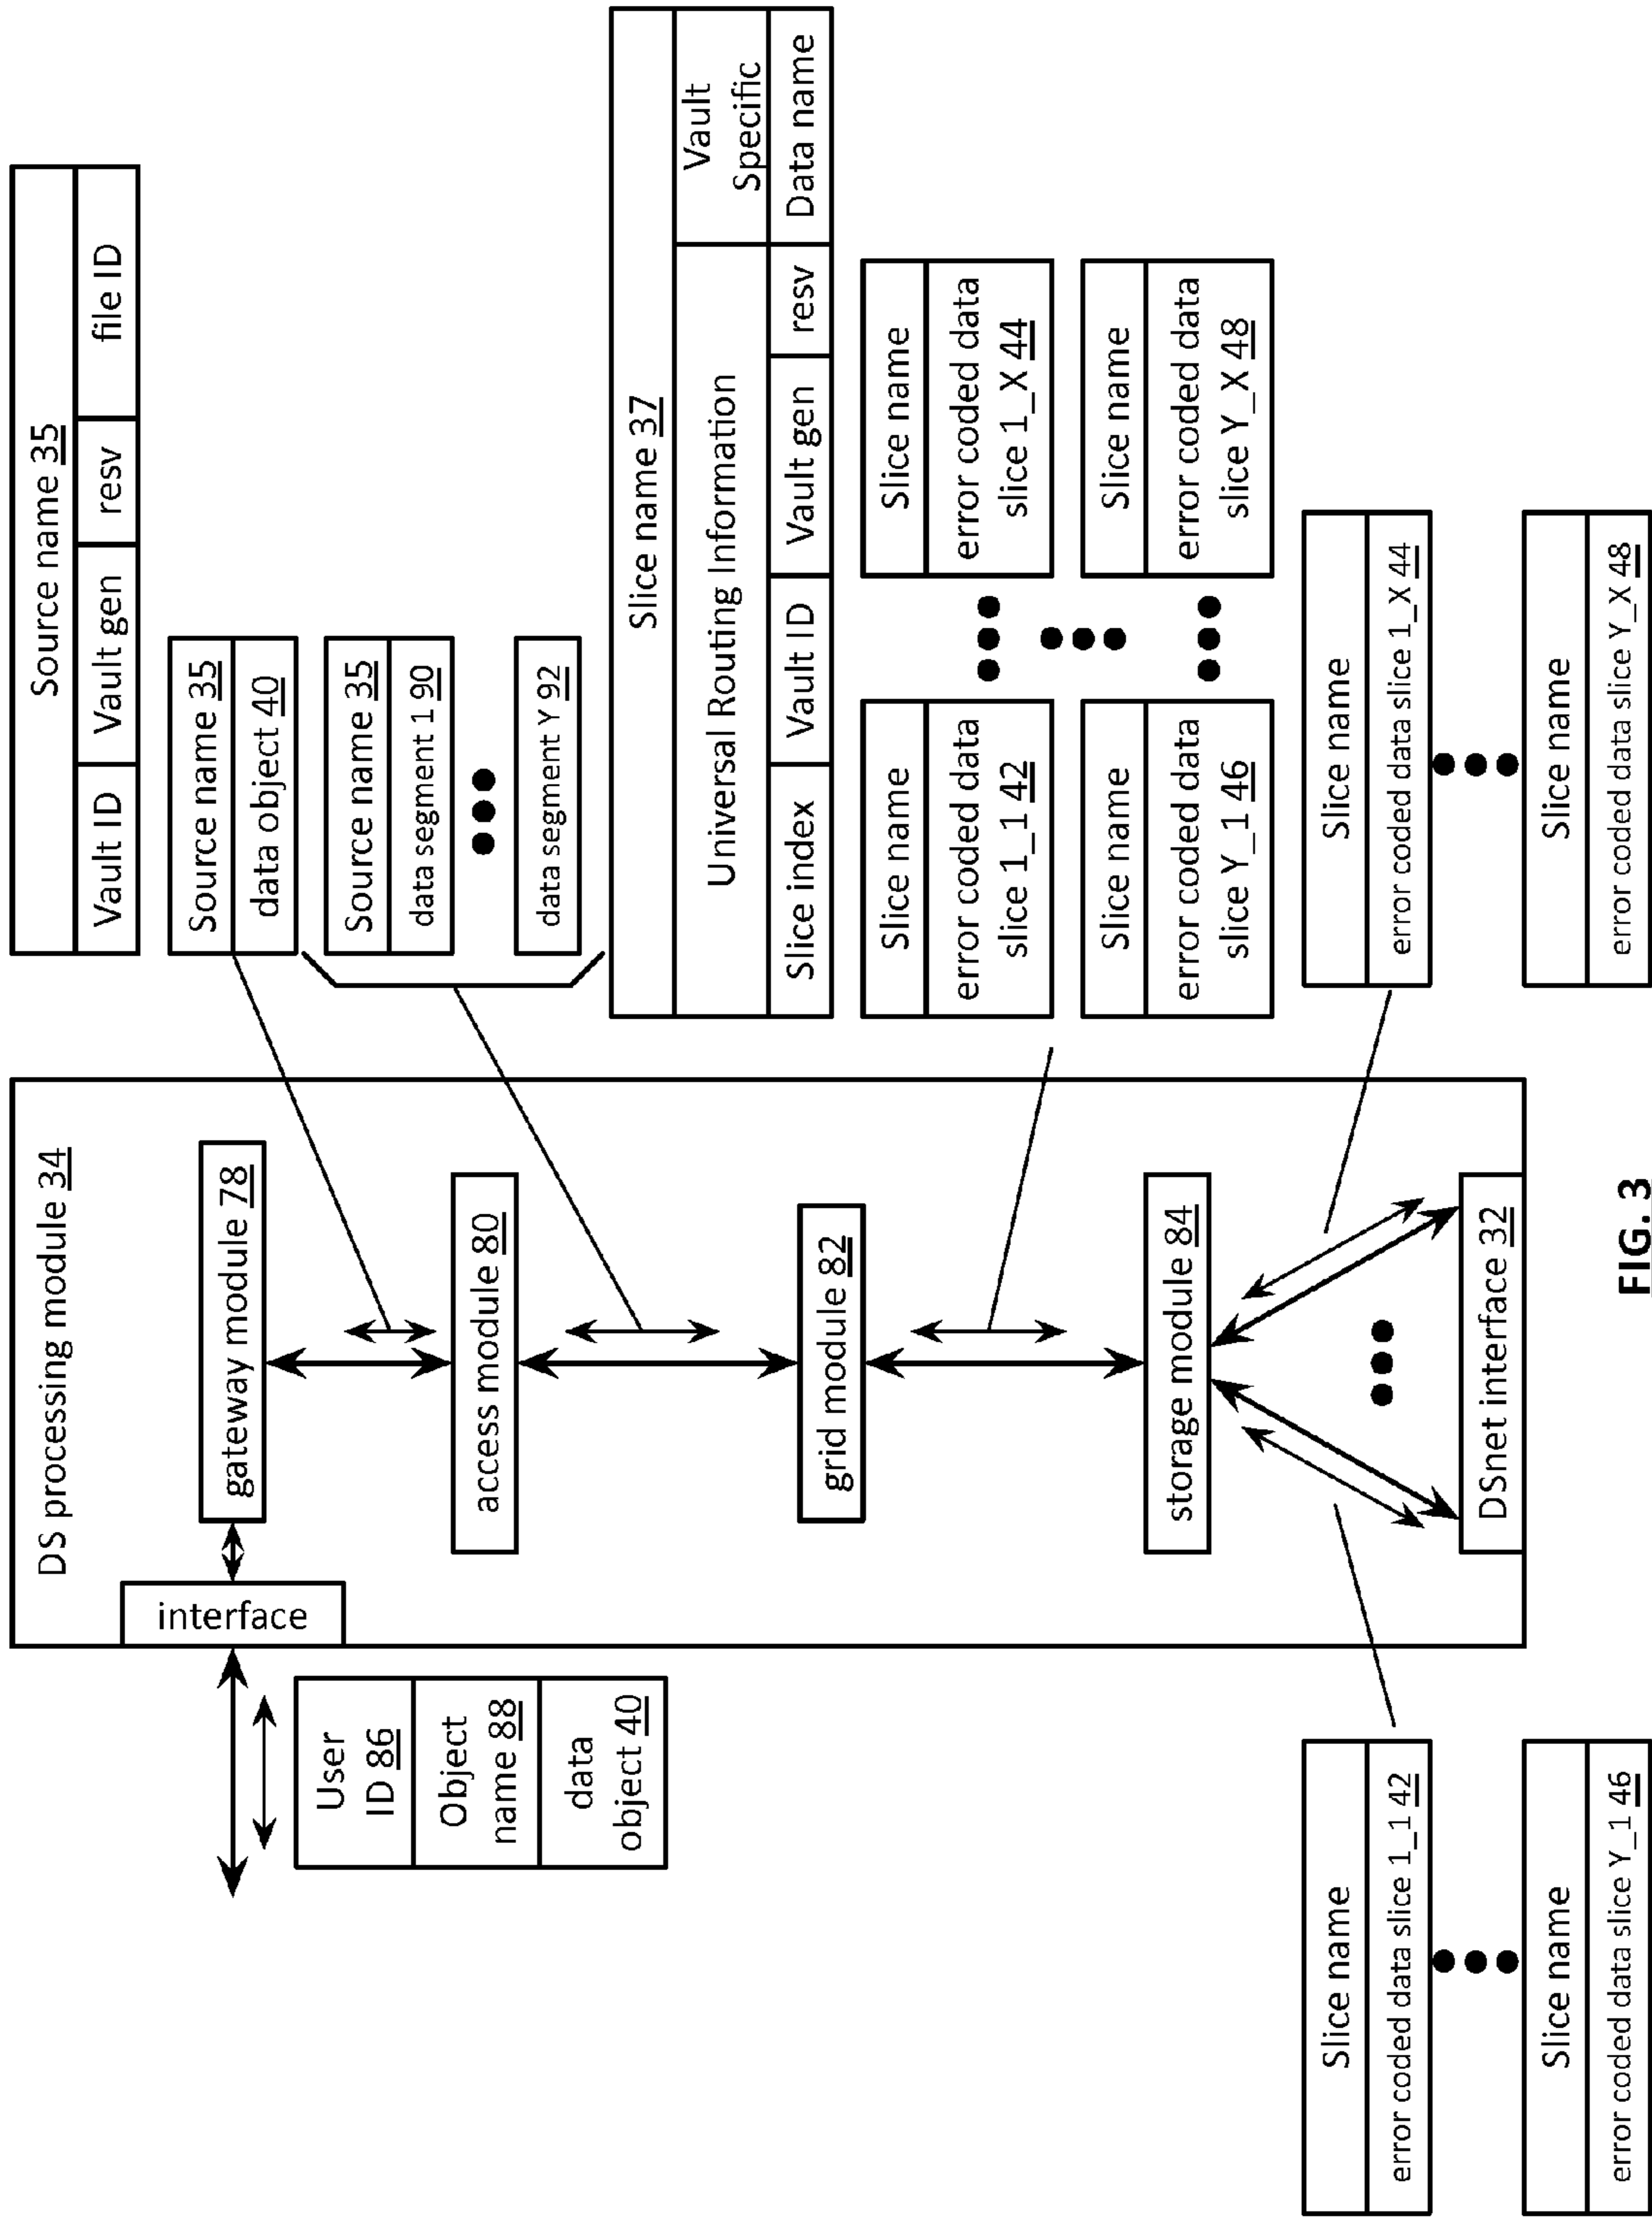 DS processing module 34
interface
gateway module 78
access module 80
grid module 82
storage module 84
DSnet interface 32
User
ID 86
Object
name 88
data
object 40
Source name 35
Vault ID
Vault gen
resv
file ID
Source name 35
data object 40
Source name 35
data segment 1 90
data segment Y 92
Slice name 37
Universal Routing Information
Vault
Specific
Slice index
Vault ID
Vault gen
resv
Data name
Slice name
error coded data
slice 1_1 42
Slice name
error coded data
slice 1_X 44
Slice name
error coded data
slice Y_1 46
Slice name
error coded data
slice Y_X 48
Slice name
error coded data slice 1_1 42
Slice name
error coded data slice Y_1 46
Slice name
error coded data slice 1_X 44
Slice name
error coded data slice Y_X 48
FIG. 3